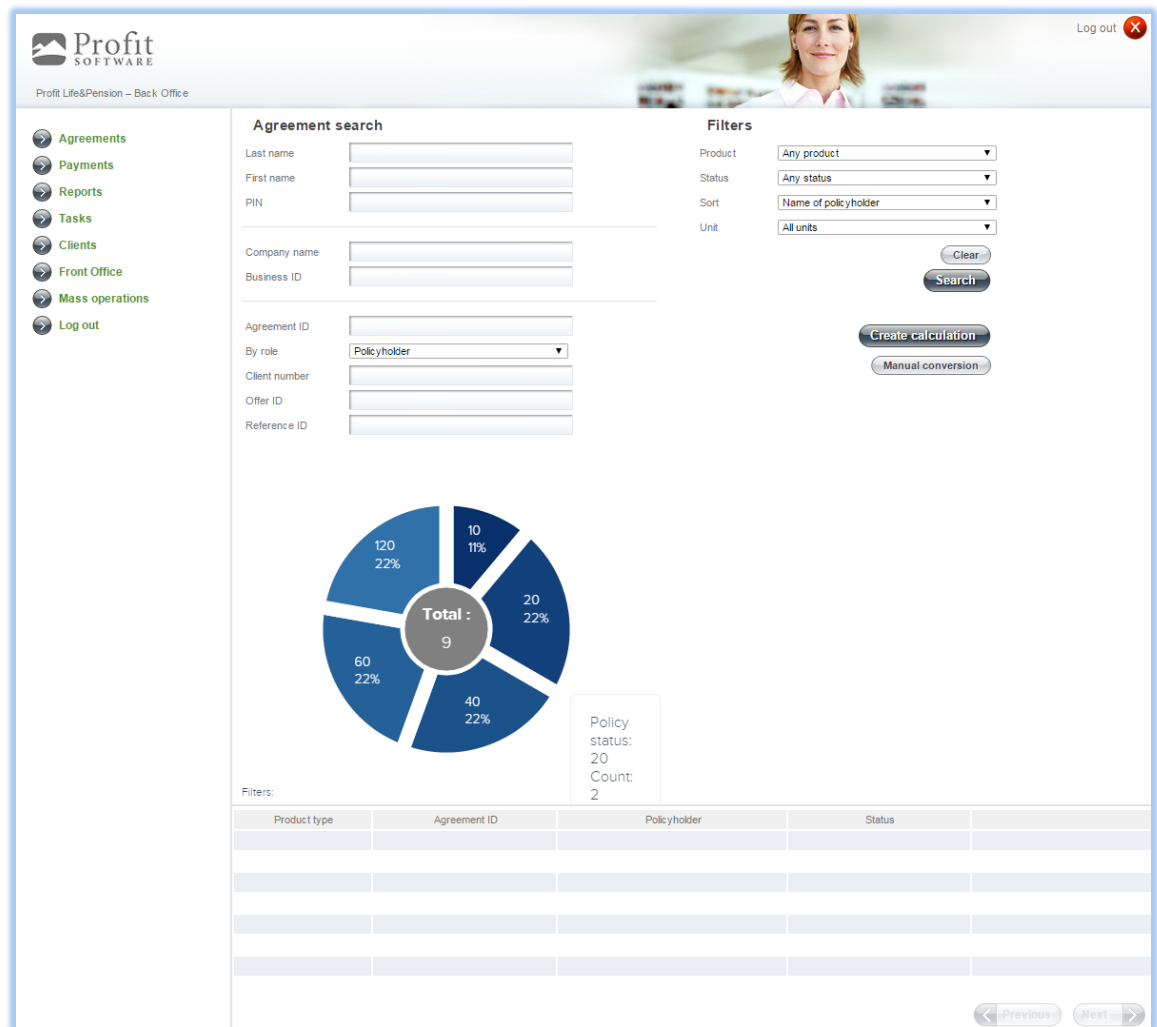 Profit
SOFTWARE
Log out
Profit Life&Pension – Back Office
Agreements
Payments
Reports
Tasks
Clients
Front Office
Mass operations
Log out
Agreement search
Last name
First name
PIN
Company name
Business ID
Agreement ID
By role Policyholder
Client number
Offer ID
Reference ID
Filters
Product Any product
Status Any status
Sort Name of policyholder
Unit All units
Clear
Search
Create calculation
Manual conversion
10
11%
20
22%
40
22%
60
22%
120
22%
Total :
9
Policy
status:
20
Count:
2
Filters:
Product type Agreement ID Policyholder Status
Previous Next